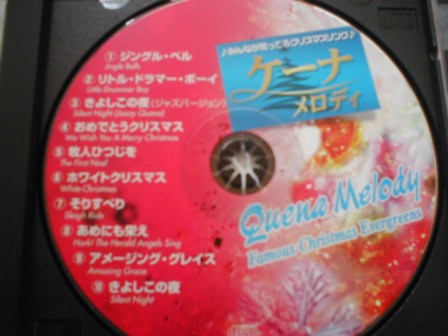 ♪みんなが知ってるクリスマスソング♪
ケーナ
メロディ
① ジングル・ベル
Jingle Bells
② リトル・ドラマー・ボーイ
Little Drummer Boy
③ きよしこの夜（ジャズバージョン）
Silent Night (Jazzy Quena)
④ おめでとうクリスマス
We Wish You A Merry Christmas
⑤ 牧人ひつじを
The First Noel
⑥ ホワイトクリスマス
White Christmas
⑦ そりすべり
Sleigh Ride
⑧ あめにも栄え
Hark! The Herald Angels Sing
⑨ アメージング・グレイス
Amazing Grace
⑩ きよしこの夜
Silent Night
Quena Melody
Famous Christmas Evergreens